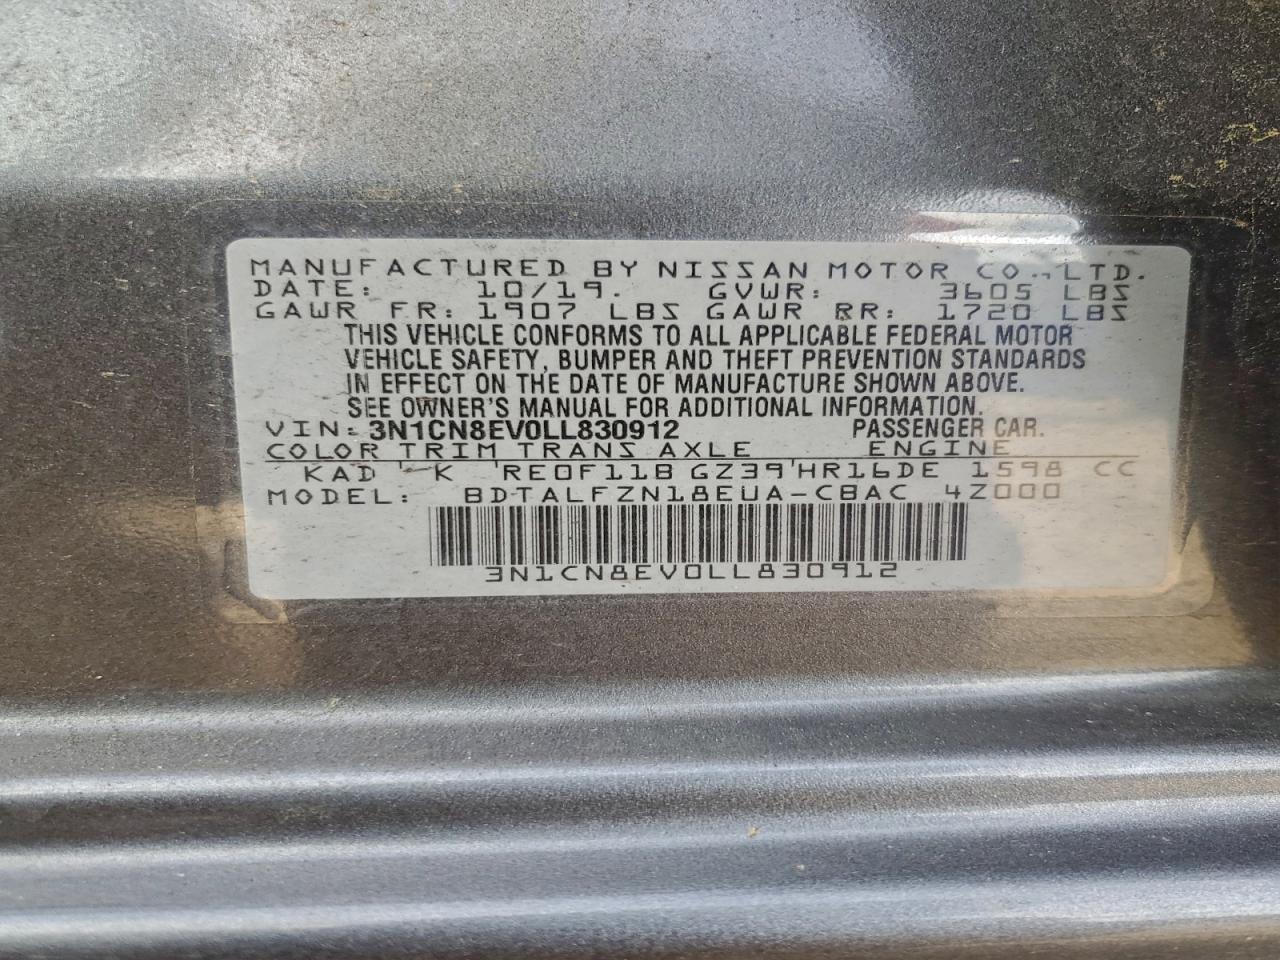 MANUFACTURED BY NISSAN MOTOR CO., LTD.
DATE: 10/19. GVWR: 3605 LBS
GAWR FR: 1907 LBS GAWR RR: 1720 LBS
THIS VEHICLE CONFORMS TO ALL APPLICABLE FEDERAL MOTOR
VEHICLE SAFETY, BUMPER AND THEFT PREVENTION STANDARDS
IN EFFECT ON THE DATE OF MANUFACTURE SHOWN ABOVE.
SEE OWNER'S MANUAL FOR ADDITIONAL INFORMATION.
VIN: 3N1CN8EV0LL830912 PASSENGER CAR.
COLOR TRIM TRANS AXLE ENGINE
KAD K RE0F11B GZ39 HR16DE 1598 CC
MODEL: BDTALFZN18EUA-CBAC 4Z000
3N1CN8EV0LL830912